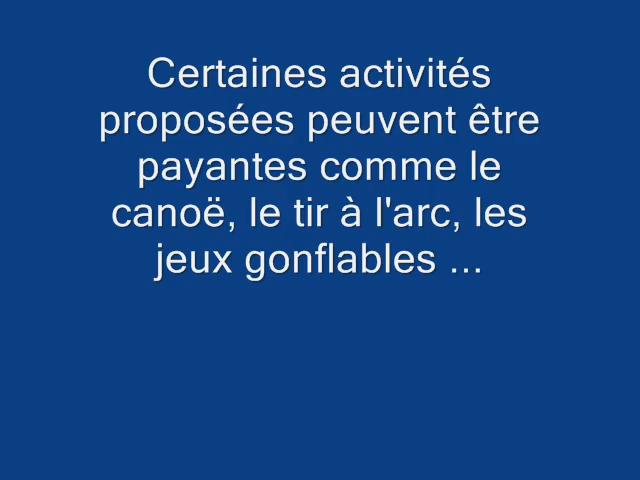 Certaines activités
proposées peuvent être
payantes comme le
canoë, le tir à l'arc, les
jeux gonflables ...